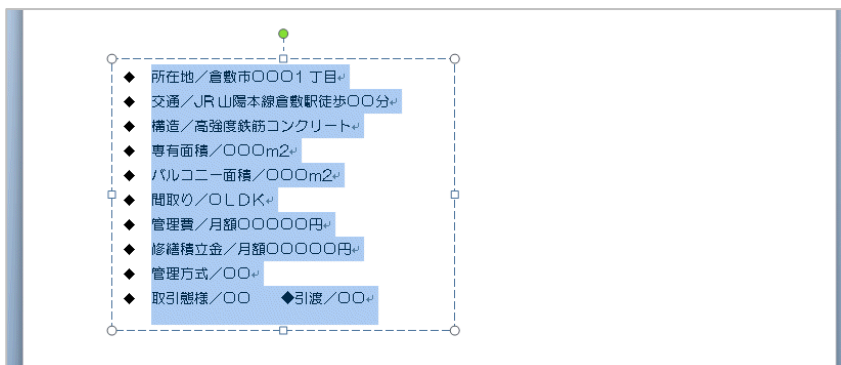 ◆ 所在地／倉敷市○○○1丁目↵
◆ 交通／JR山陽本線倉敷駅徒歩○○分↵
◆ 構造／高強度鉄筋コンクリート↵
◆ 専有面積／○○○m2↵
◆ バルコニー面積／○○○m2↵
◆ 間取り／○LDK↵
◆ 管理費／月額○○○○○円↵
◆ 修繕積立金／月額○○○○○円↵
◆ 管理方式／○○↵
◆ 取引態様／○○　　◆引渡／○○↵